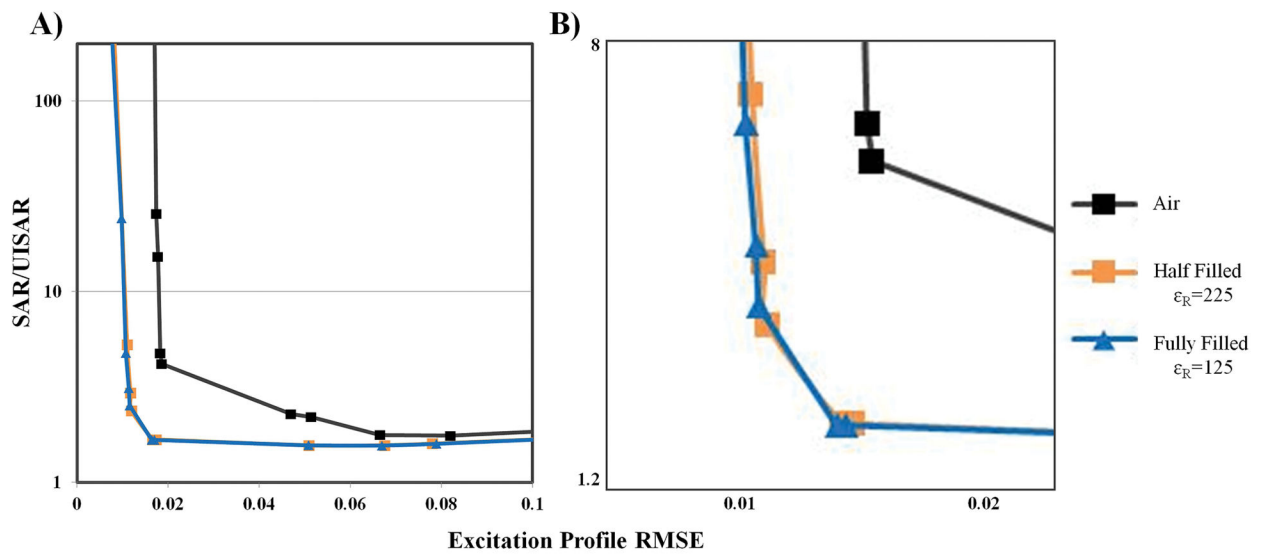 A)
B)
SAR/UISAR
100
10
1
0
0.02
0.04
0.06
0.08
0.1
8
1.2
0.01
0.02
Excitation Profile RMSE
Air
Half Filled
εR=225
Fully Filled
εR=125